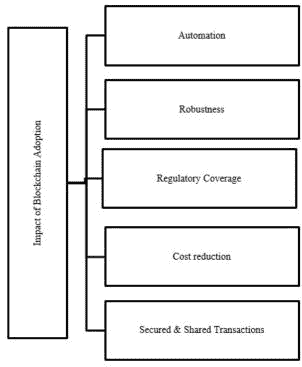 Impact of Blockchain Adoption
Automation
Robustness
Regulatory Coverage
Cost reduction
Secured & Shared Transactions